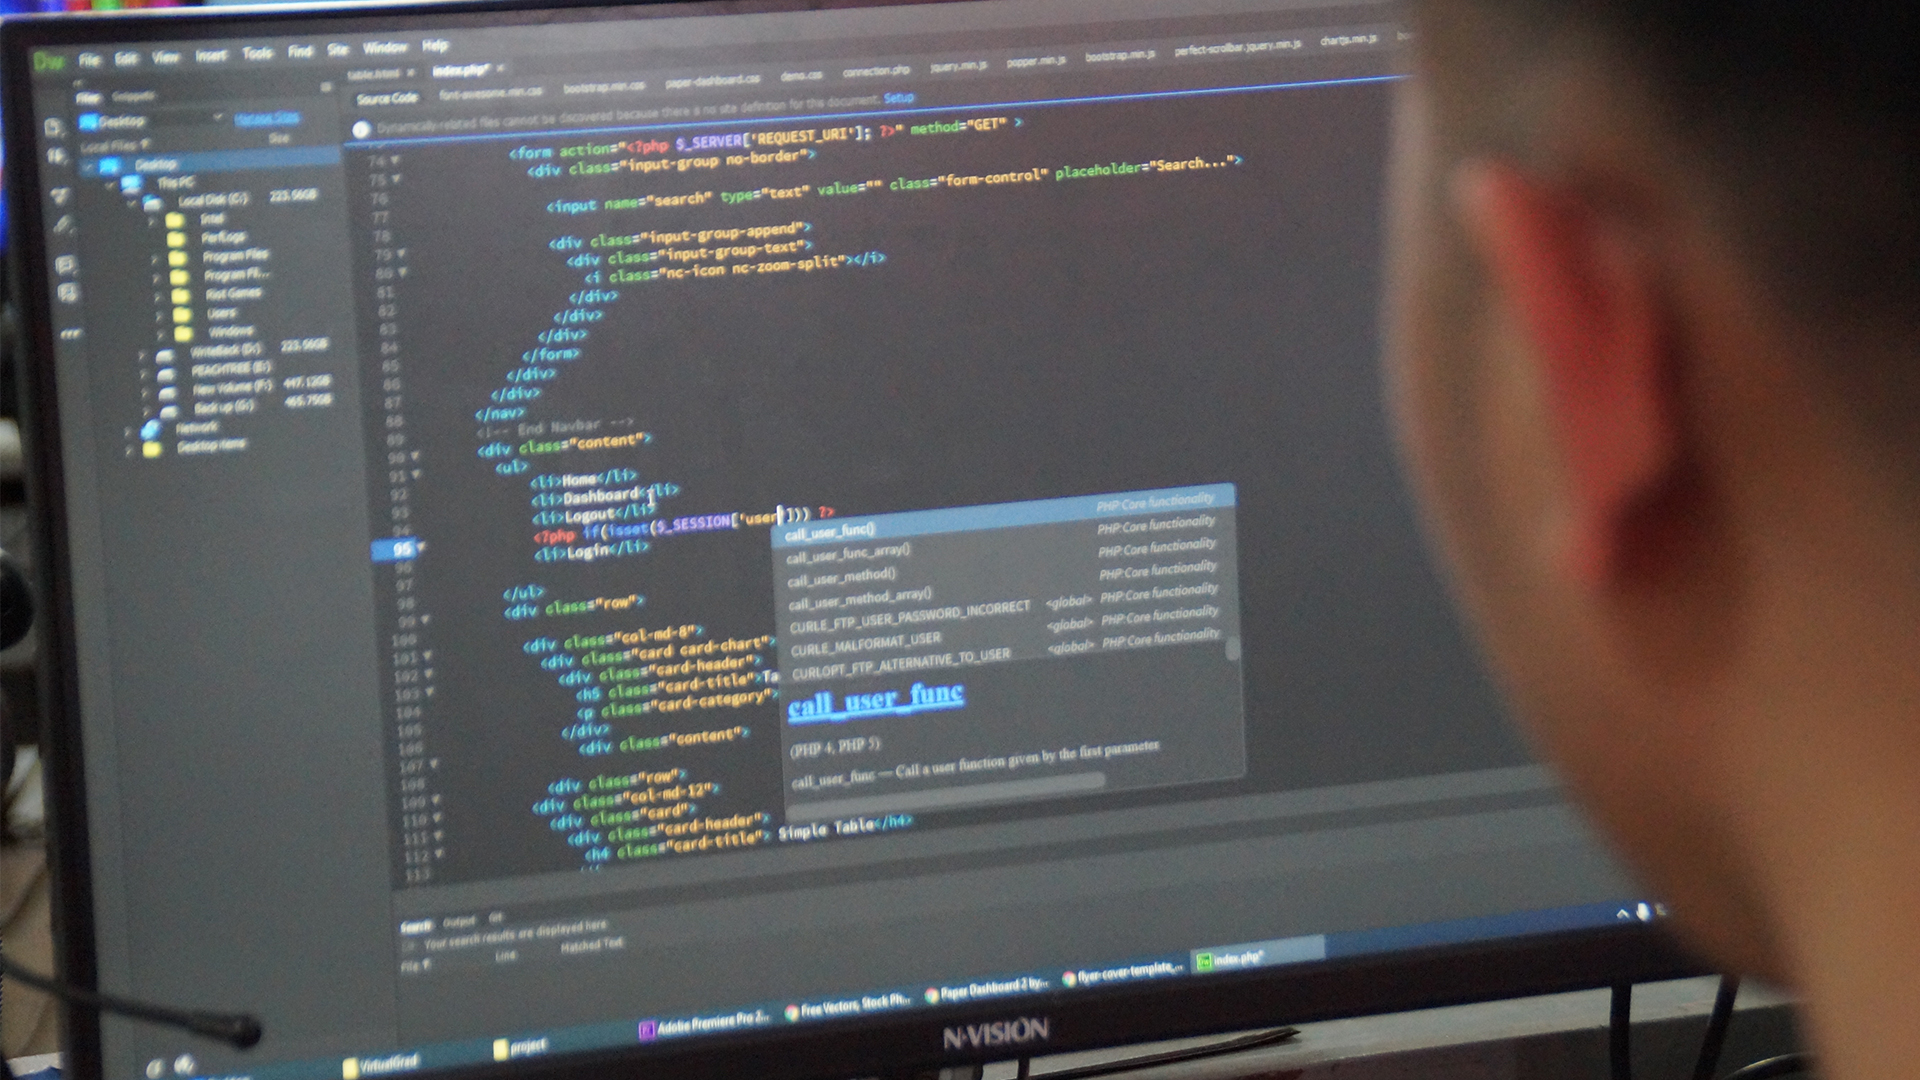 Dw File Edit View Insert Tools Find Site Window Help
Files Snippets
Desktop Manage Sites
Local Files Size
Desktop
This PC
Local Disk (C:) 223.56GB
Intel
PerfLogs
Program Files
Program Fil...
Riot Games
Users
Windows
WriteBack (D:) 223.56GB
PEACHTREE (E:)
New Volume (F:) 447.12GB
Back up (G:) 465.75GB
Network
Desktop items
table.html × index.php* ×
Source Code font-awesome.min.css bootstrap.min.css paper-dashboard.css demo.css connection.php jquery.min.js popper.min.js bootstrap.min.js perfect-scrollbar.jquery.min.js chartjs.min.js
Dynamically-related files cannot be discovered because there is no site definition for this document. Setup
74 <form action="<?php $_SERVER['REQUEST_URI']; ?>" method="GET" >
75 <div class="input-group no-border">
76
77 <input name="search" type="text" value="" class="form-control" placeholder="Search...">
78
79 <div class="input-group-append">
80 <div class="input-group-text">
81 <i class="nc-icon nc-zoom-split"></i>
82 </div>
83 </div>
84 </div>
85 </form>
86 </div>
87 </div>
88 </nav>
89 <!-- End Navbar -->
90 <div class="content">
91 <ul>
92 <li>Home</li>
93 <li>Dashboard</li>
94 <li>Logout</li>
95 <?php if(isset($_SESSION['user'])) ?>
96 <li>Login</li>
97
98 </ul>
99 <div class="row">
100
101 <div class="col-md-8">
102 <div class="card card-chart">
103 <div class="card-header">
104 <h5 class="card-title">Ta
105 <p class="card-category">
106 </div>
107 <div class="content">
108
109 <div class="row">
110 <div class="col-md-12">
111 <div class="card">
112 <div class="card-header">
113 <h4 class="card-title"> Simple Table</h4>
call_user_func() PHP:Core functionality
call_user_func_array() PHP:Core functionality
call_user_method() PHP:Core functionality
call_user_method_array() PHP:Core functionality
CURLE_FTP_USER_PASSWORD_INCORRECT <global> PHP:Core functionality
CURLE_MALFORMAT_USER <global> PHP:Core functionality
CURLOPT_FTP_ALTERNATIVE_TO_USER <global> PHP:Core functionality
call_user_func
(PHP 4, PHP 5)
call_user_func — Call a user function given by the first parameter
Search Output Git
Your search results are displayed here
File Line Matched Text
VirtualGrad project Adobe Premiere Pro 2... Free Vectors, Stock Ph... Paper Dashboard 2 by... flyer-cover-template_... index.php*
N·VISION